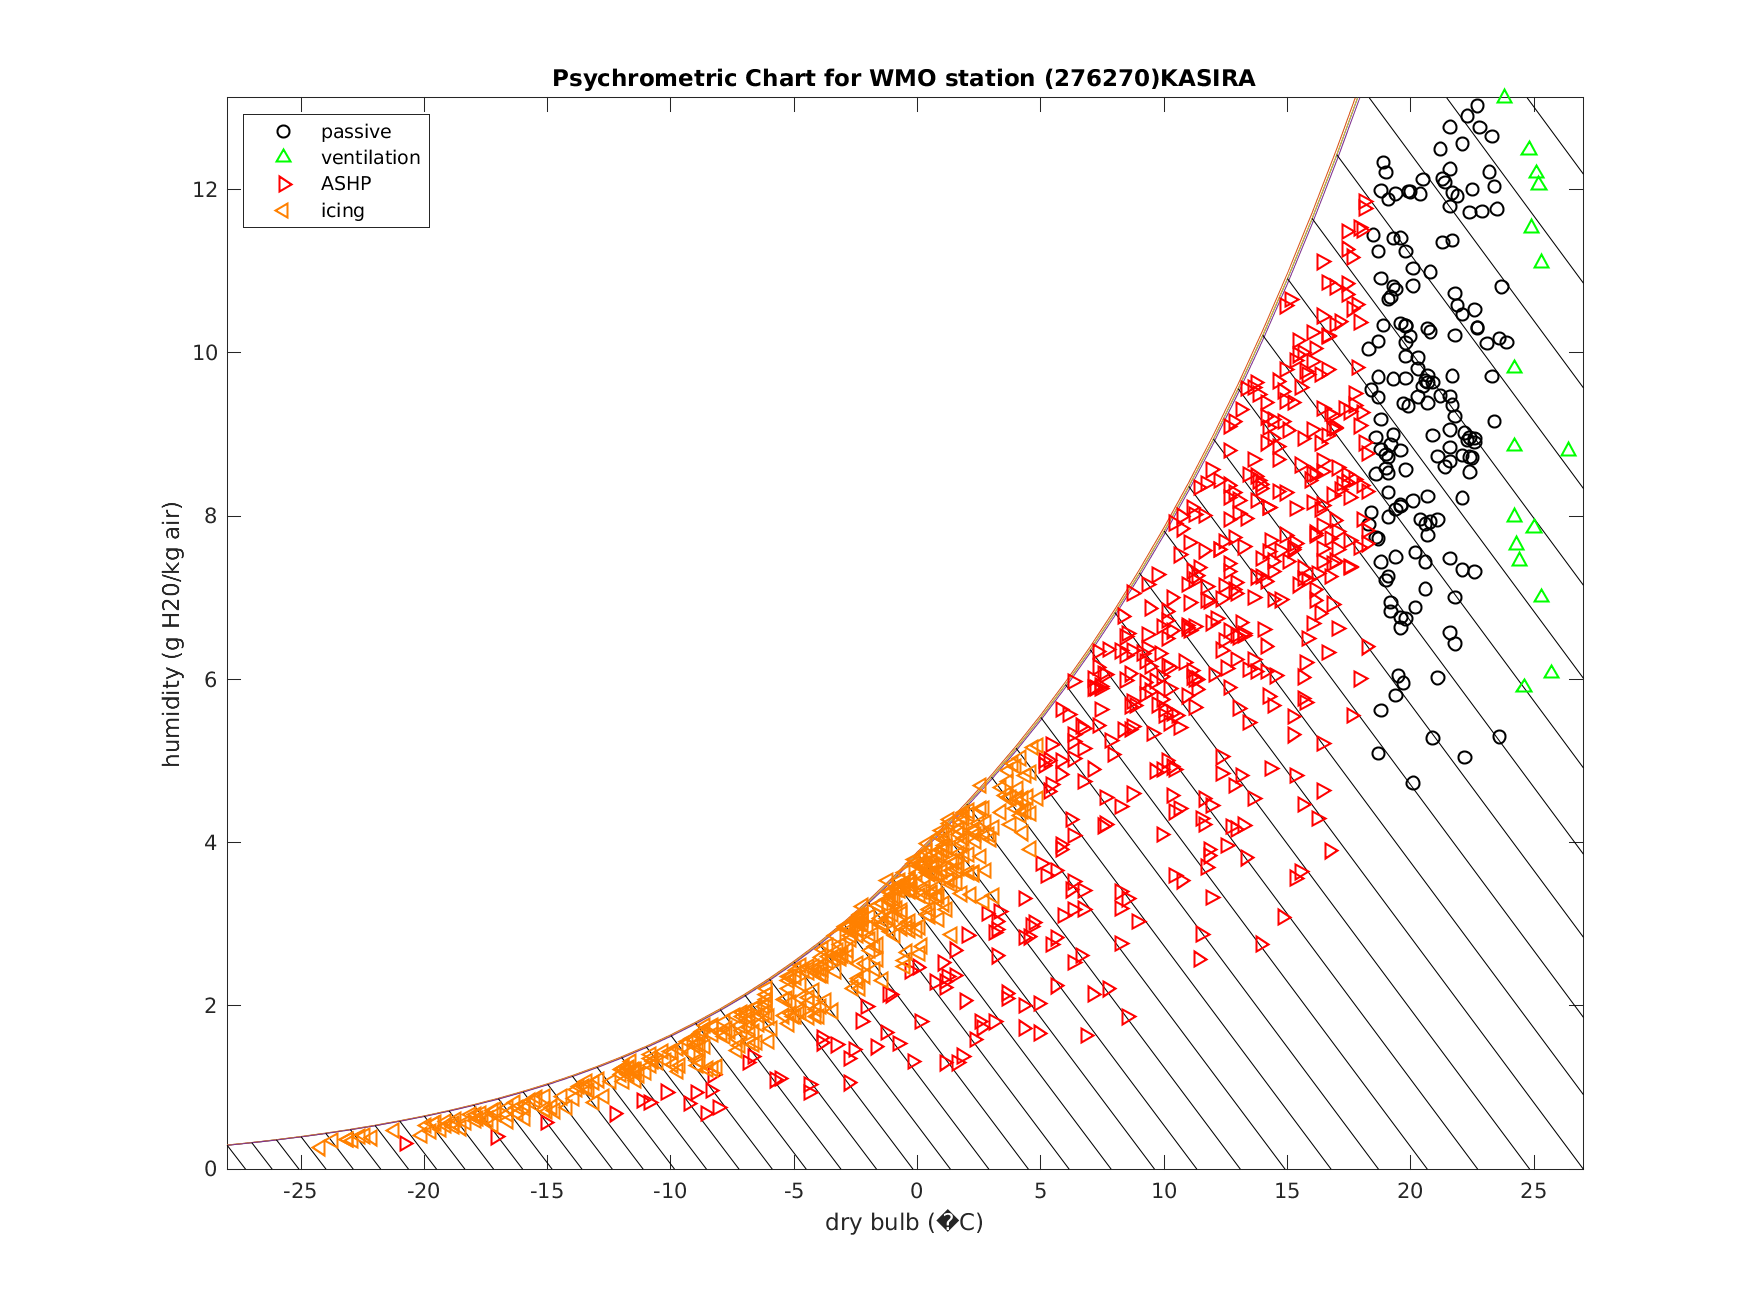 Psychrometric Chart for WMO station (276270)KASIRA
passive
ventilation
ASHP
icing
12
10
8
6
4
2
0
humidity (g H20/kg air)
-25 -20 -15 -10 -5 0 5 10 15 20 25
dry bulb (�C)